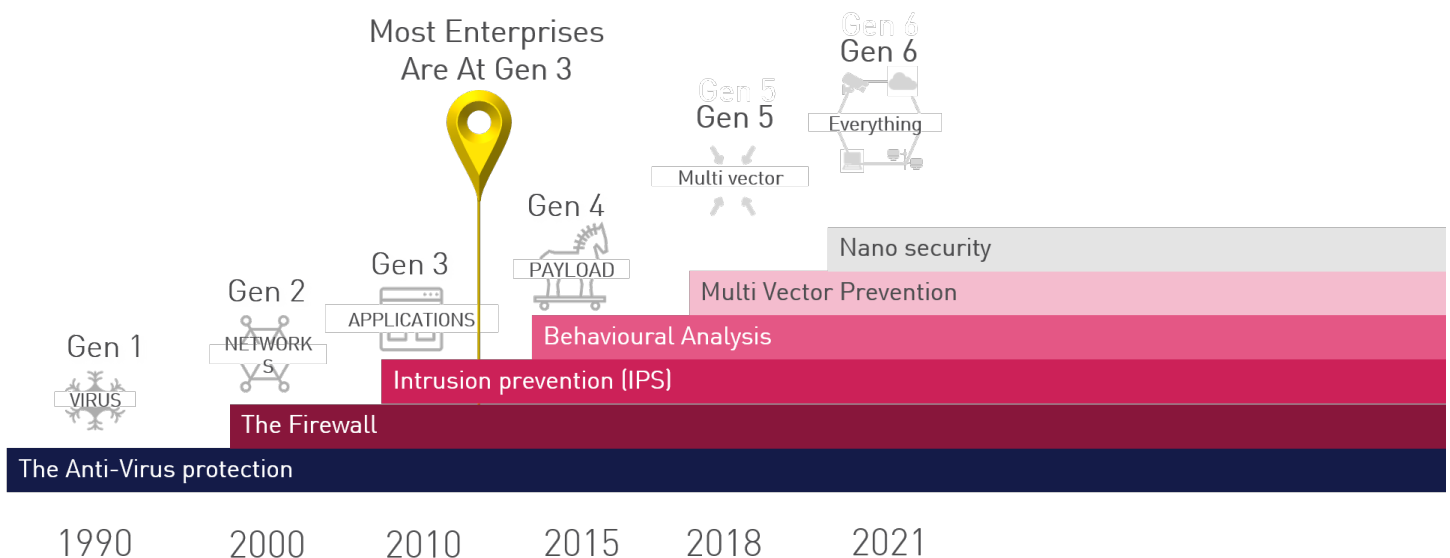 Most Enterprises
Are At Gen 3
Gen 6
Gen 6
Everything
Gen 5
Gen 5
Multi vector
Gen 4
PAYLOAD
Gen 3
APPLICATIONS
Gen 2
NETWORK
S
Gen 1
VIRUS
Nano security
Multi Vector Prevention
Behavioural Analysis
Intrusion prevention (IPS)
The Firewall
The Anti-Virus protection
1990 2000 2010 2015 2018 2021